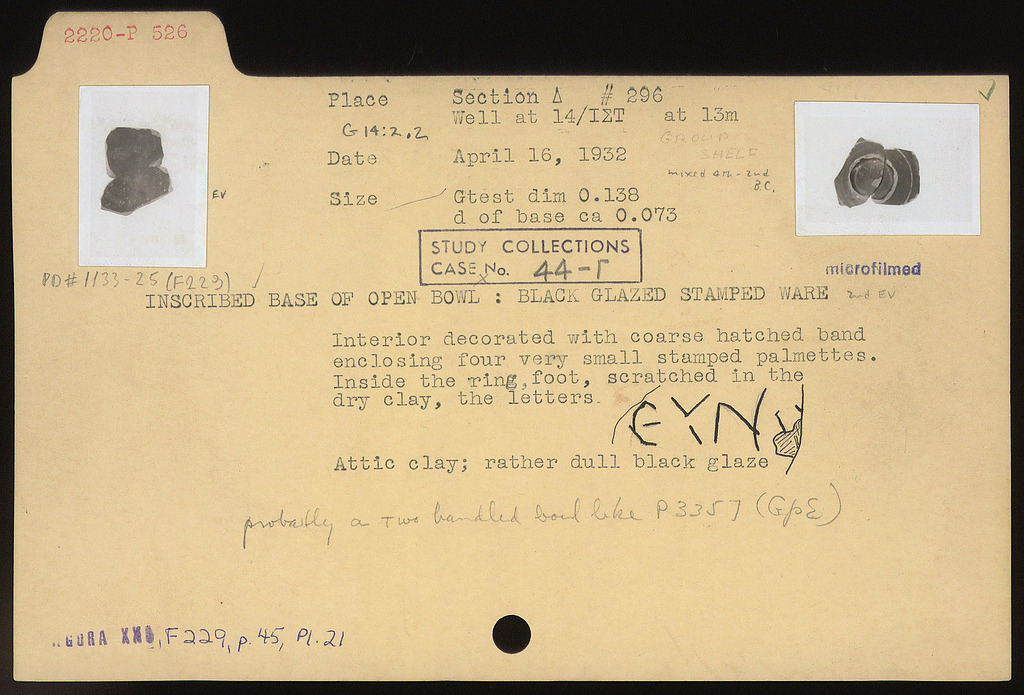 2220-P 526
Place Section Δ # 296
Well at 14/ΙΣΤ at 13m
G 14:2.2
GROUP
SHELF
Date April 16, 1932
mixed 4th - 2nd
B.C.
EV
Size Gtest dim 0.138
d of base ca 0.073
STUDY COLLECTIONS
CASE No. 44-Γ
microfilmed
PD# 1133-25 (F229)
INSCRIBED BASE OF OPEN BOWL : BLACK GLAZED STAMPED WARE
2nd EV
Interior decorated with coarse hatched band
enclosing four very small stamped palmettes.
Inside the ring, foot, scratched in the
dry clay, the letters.
ΕΥΝ
Attic clay; rather dull black glaze
probably a two handled bowl like P 3357 (Gp E)
AGORA XXI, F 229, p. 45, Pl. 21